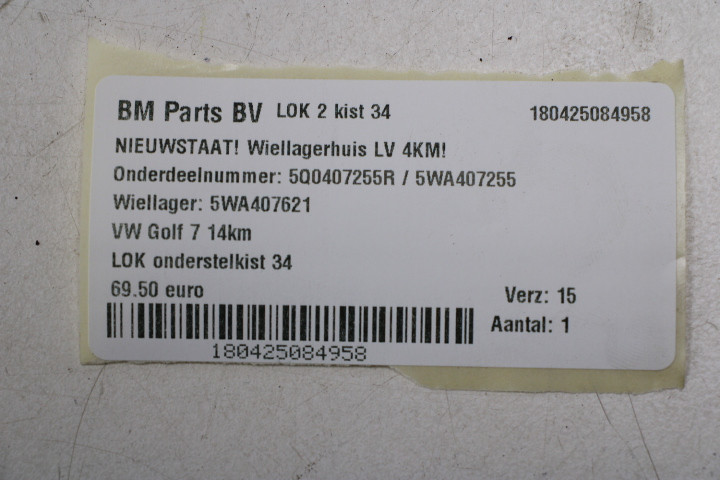 BM Parts BV LOK 2 kist 34 180425084958
NIEUWSTAAT! Wiellagerhuis LV 4KM!
Onderdeelnummer: 5Q0407255R / 5WA407255
Wiellager: 5WA407621
VW Golf 7 14km
LOK onderstelkist 34
69.50 euro Verz: 15
Aantal: 1
180425084958